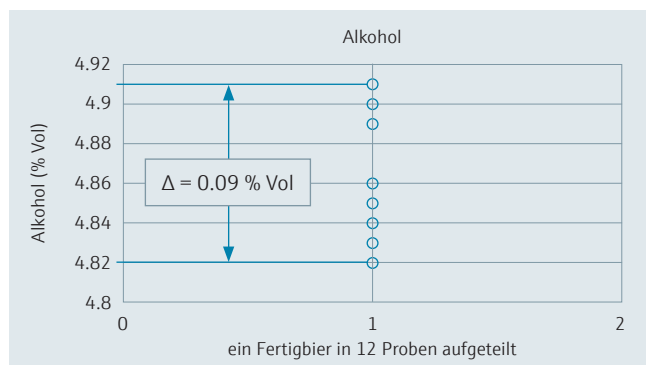 Alkohol
4.92
4.9
4.88
4.86
4.84
4.82
4.8
Alkohol (% Vol)
Δ = 0.09 % Vol
0 1 2
ein Fertigbier in 12 Proben aufgeteilt